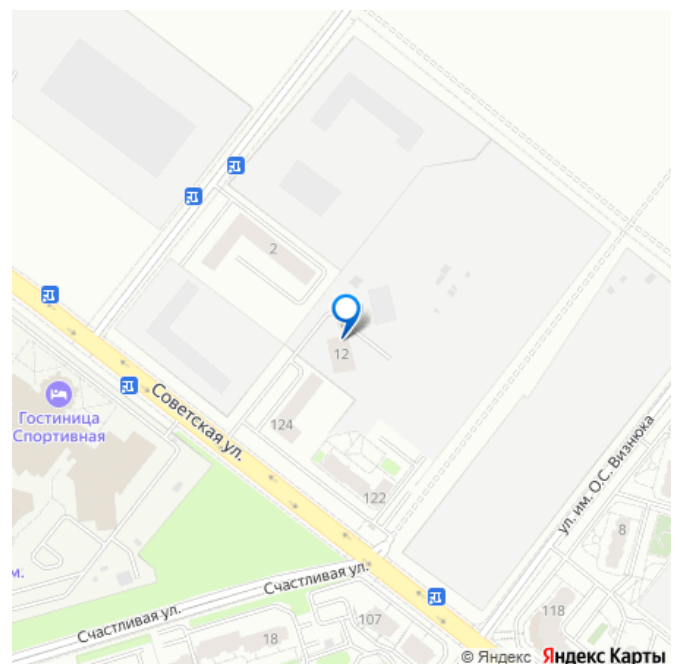 2
12
Гостиница
Спортивная
Советская ул.
124
122
ул. им. О.С. Визнюка
8
м.
Счастливая ул.
Счастливая ул.
107
118
18
© Яндекс Яндекс Карты